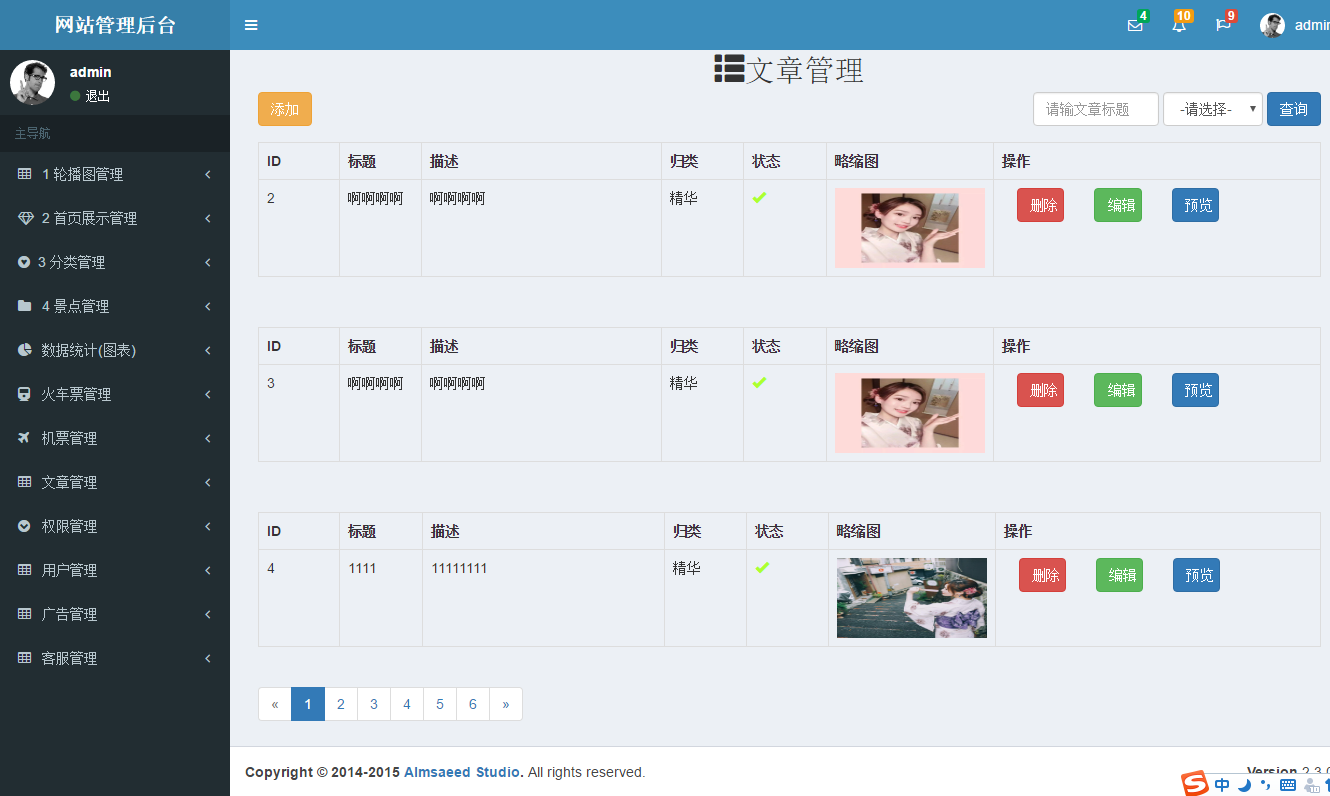 网站管理后台
4
10
9
admin
退出
主导航
1 轮播图管理
2 首页展示管理
3 分类管理
4 景点管理
数据统计(图表)
火车票管理
机票管理
文章管理
权限管理
用户管理
广告管理
客服管理
文章管理
添加
请输文章标题 -请选择- 查询
ID 标题 描述 归类 状态 略缩图 操作
2 啊啊啊啊 啊啊啊啊 精华 删除 编辑 预览
ID 标题 描述 归类 状态 略缩图 操作
3 啊啊啊啊 啊啊啊啊 精华 删除 编辑 预览
ID 标题 描述 归类 状态 略缩图 操作
4 1111 11111111 精华 删除 编辑 预览
« 1 2 3 4 5 6 »
Copyright © 2014-2015 Almsaeed Studio. All rights reserved.
Version 2.3.0
中